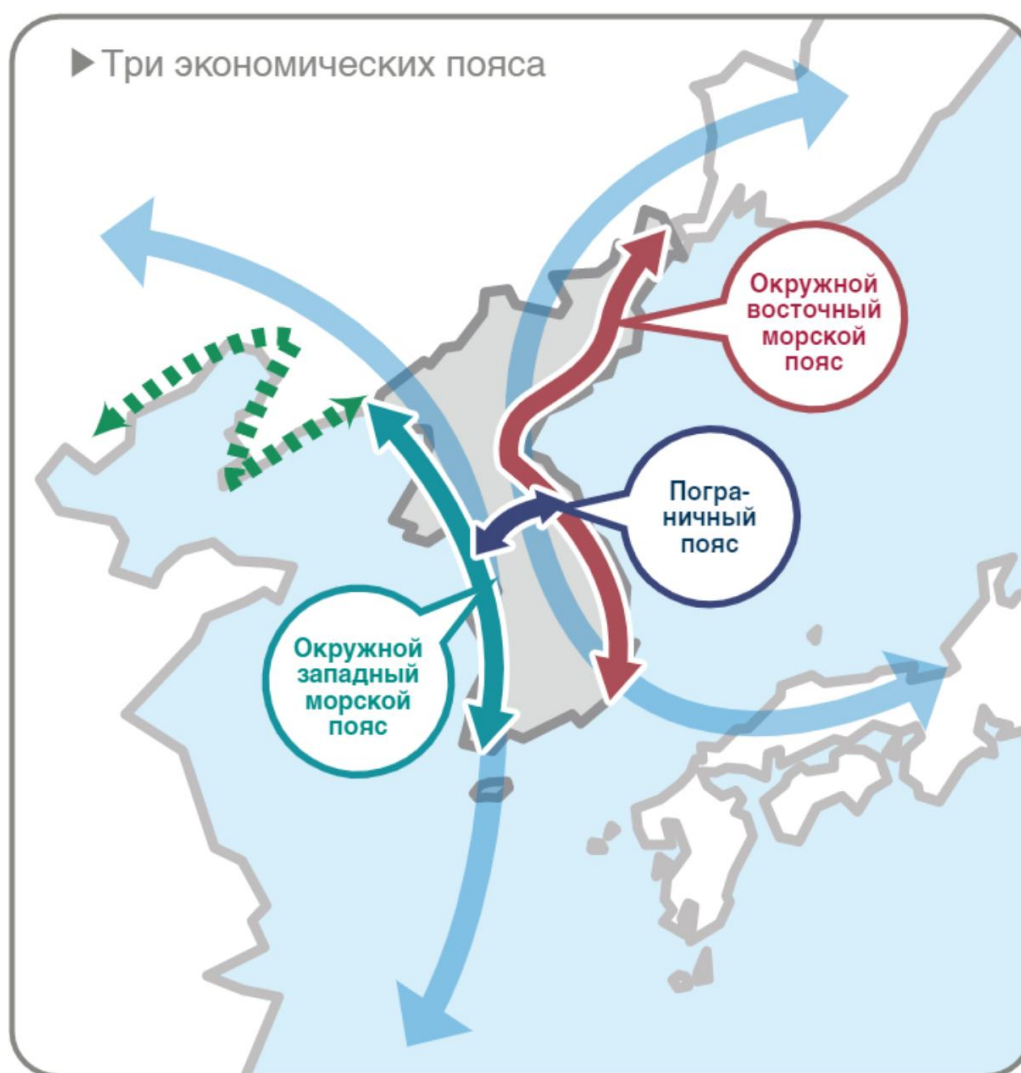 ▶ Три экономических пояса
Окружной
восточный
морской
пояс
Погра-
ничный
пояс
Окружной
западный
морской
пояс